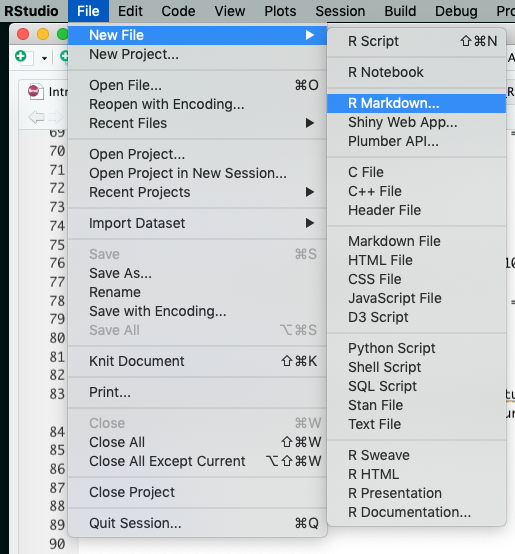 RStudio File Edit Code View Plots Session Build Debug
New File
New Project...
Open File... ⌘O
Reopen with Encoding...
Recent Files
Open Project...
Open Project in New Session...
Recent Projects
Import Dataset
Save ⌘S
Save As...
Rename
Save with Encoding...
Save All ⌥⌘S
Knit Document ⇧⌘K
Print...
Close ⌘W
Close All ⇧⌘W
Close All Except Current ⌥⇧⌘W
Close Project
Quit Session... ⌘Q
R Script ⇧⌘N
R Notebook
R Markdown...
Shiny Web App...
Plumber API...
C File
C++ File
Header File
Markdown File
HTML File
CSS File
JavaScript File
D3 Script
Python Script
Shell Script
SQL Script
Stan File
Text File
R Sweave
R HTML
R Presentation
R Documentation...
69
70
71
72
73
74
75
76
77
78
79
80
81
82
83
84
85
86
87
88
89
90